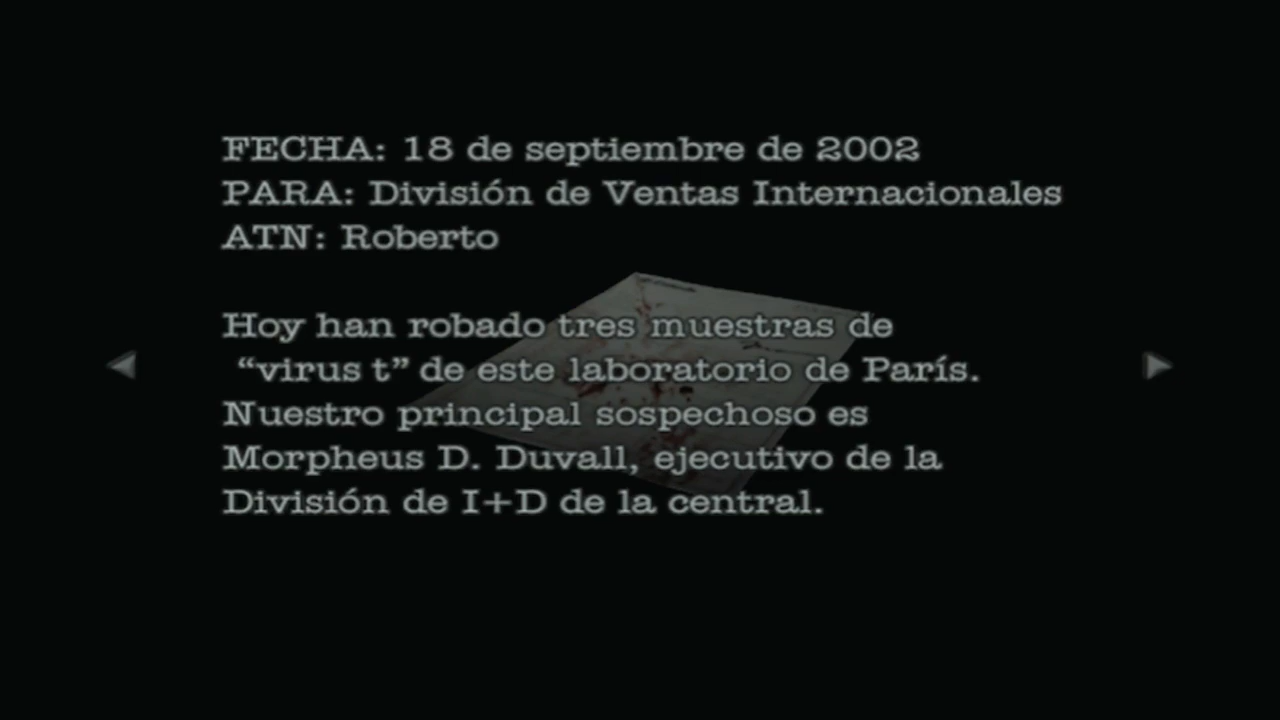 FECHA: 18 de septiembre de 2002
PARA: División de Ventas Internacionales
ATN: Roberto
Hoy han robado tres muestras de
“virus t” de este laboratorio de París.
Nuestro principal sospechoso es
Morpheus D. Duvall, ejecutivo de la
División de I+D de la central.